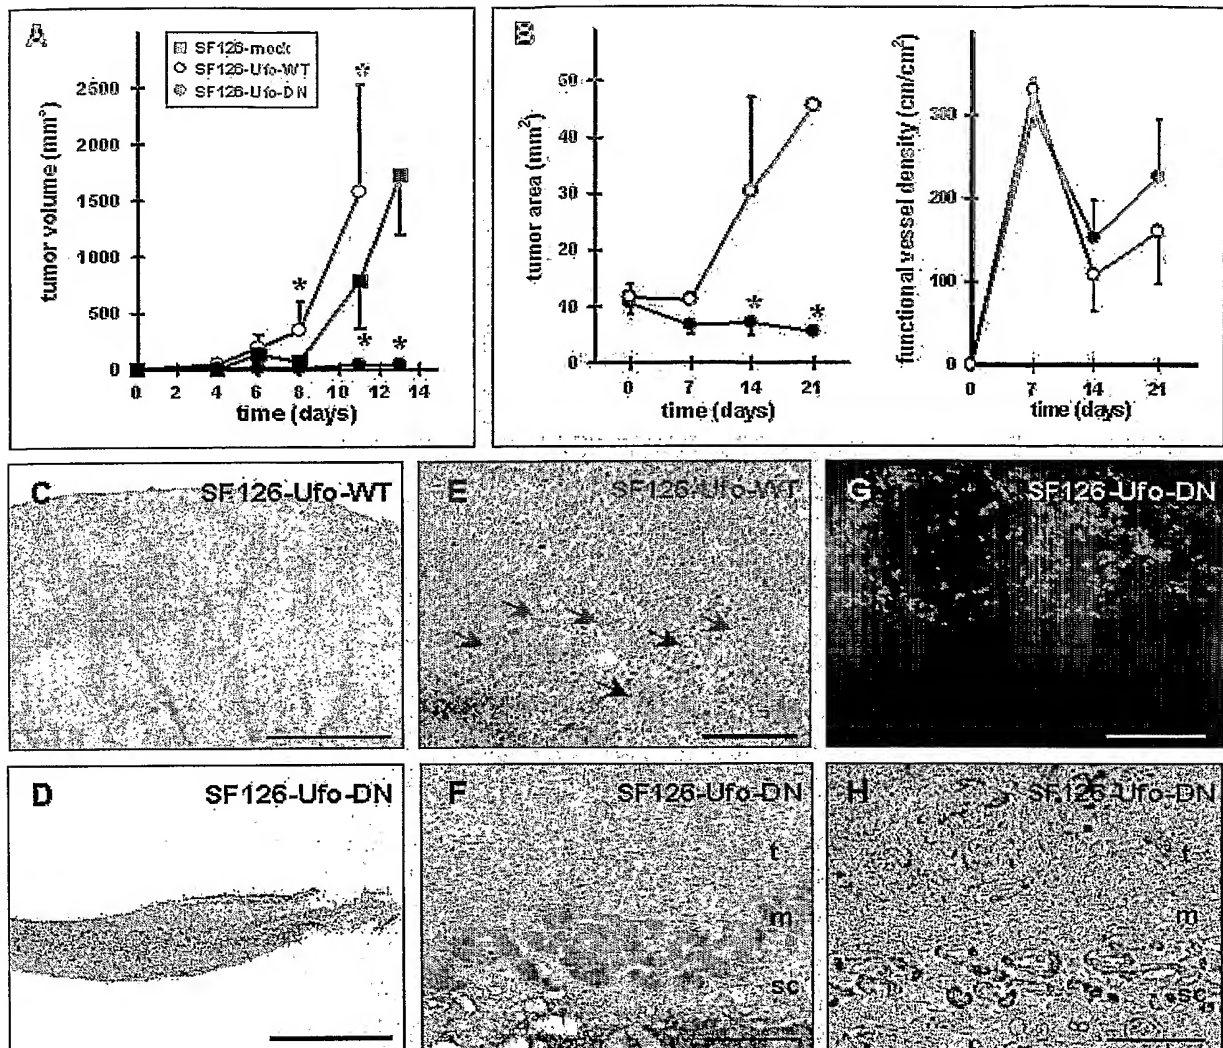 A
SF126-mock
SF126-Ufo-WT
SF126-Ufo-DN
tumor volume (mm³)
2500
2000
1500
1000
500
0
* * * *
0 2 4 6 8 10 12 14
time (days)
B
tumor area (mm²)
50
40
30
20
10
0
* *
0 7 14 21
time (days)
functional vessel density (cm/cm²)
300
200
100
0
0 7 14 21
time (days)
C SF126-Ufo-WT
E SF126-Ufo-WT
G SF126-Ufo-DN
D SF126-Ufo-DN
F SF126-Ufo-DN
t
m
sc
H SF126-Ufo-DN
t
m
sc